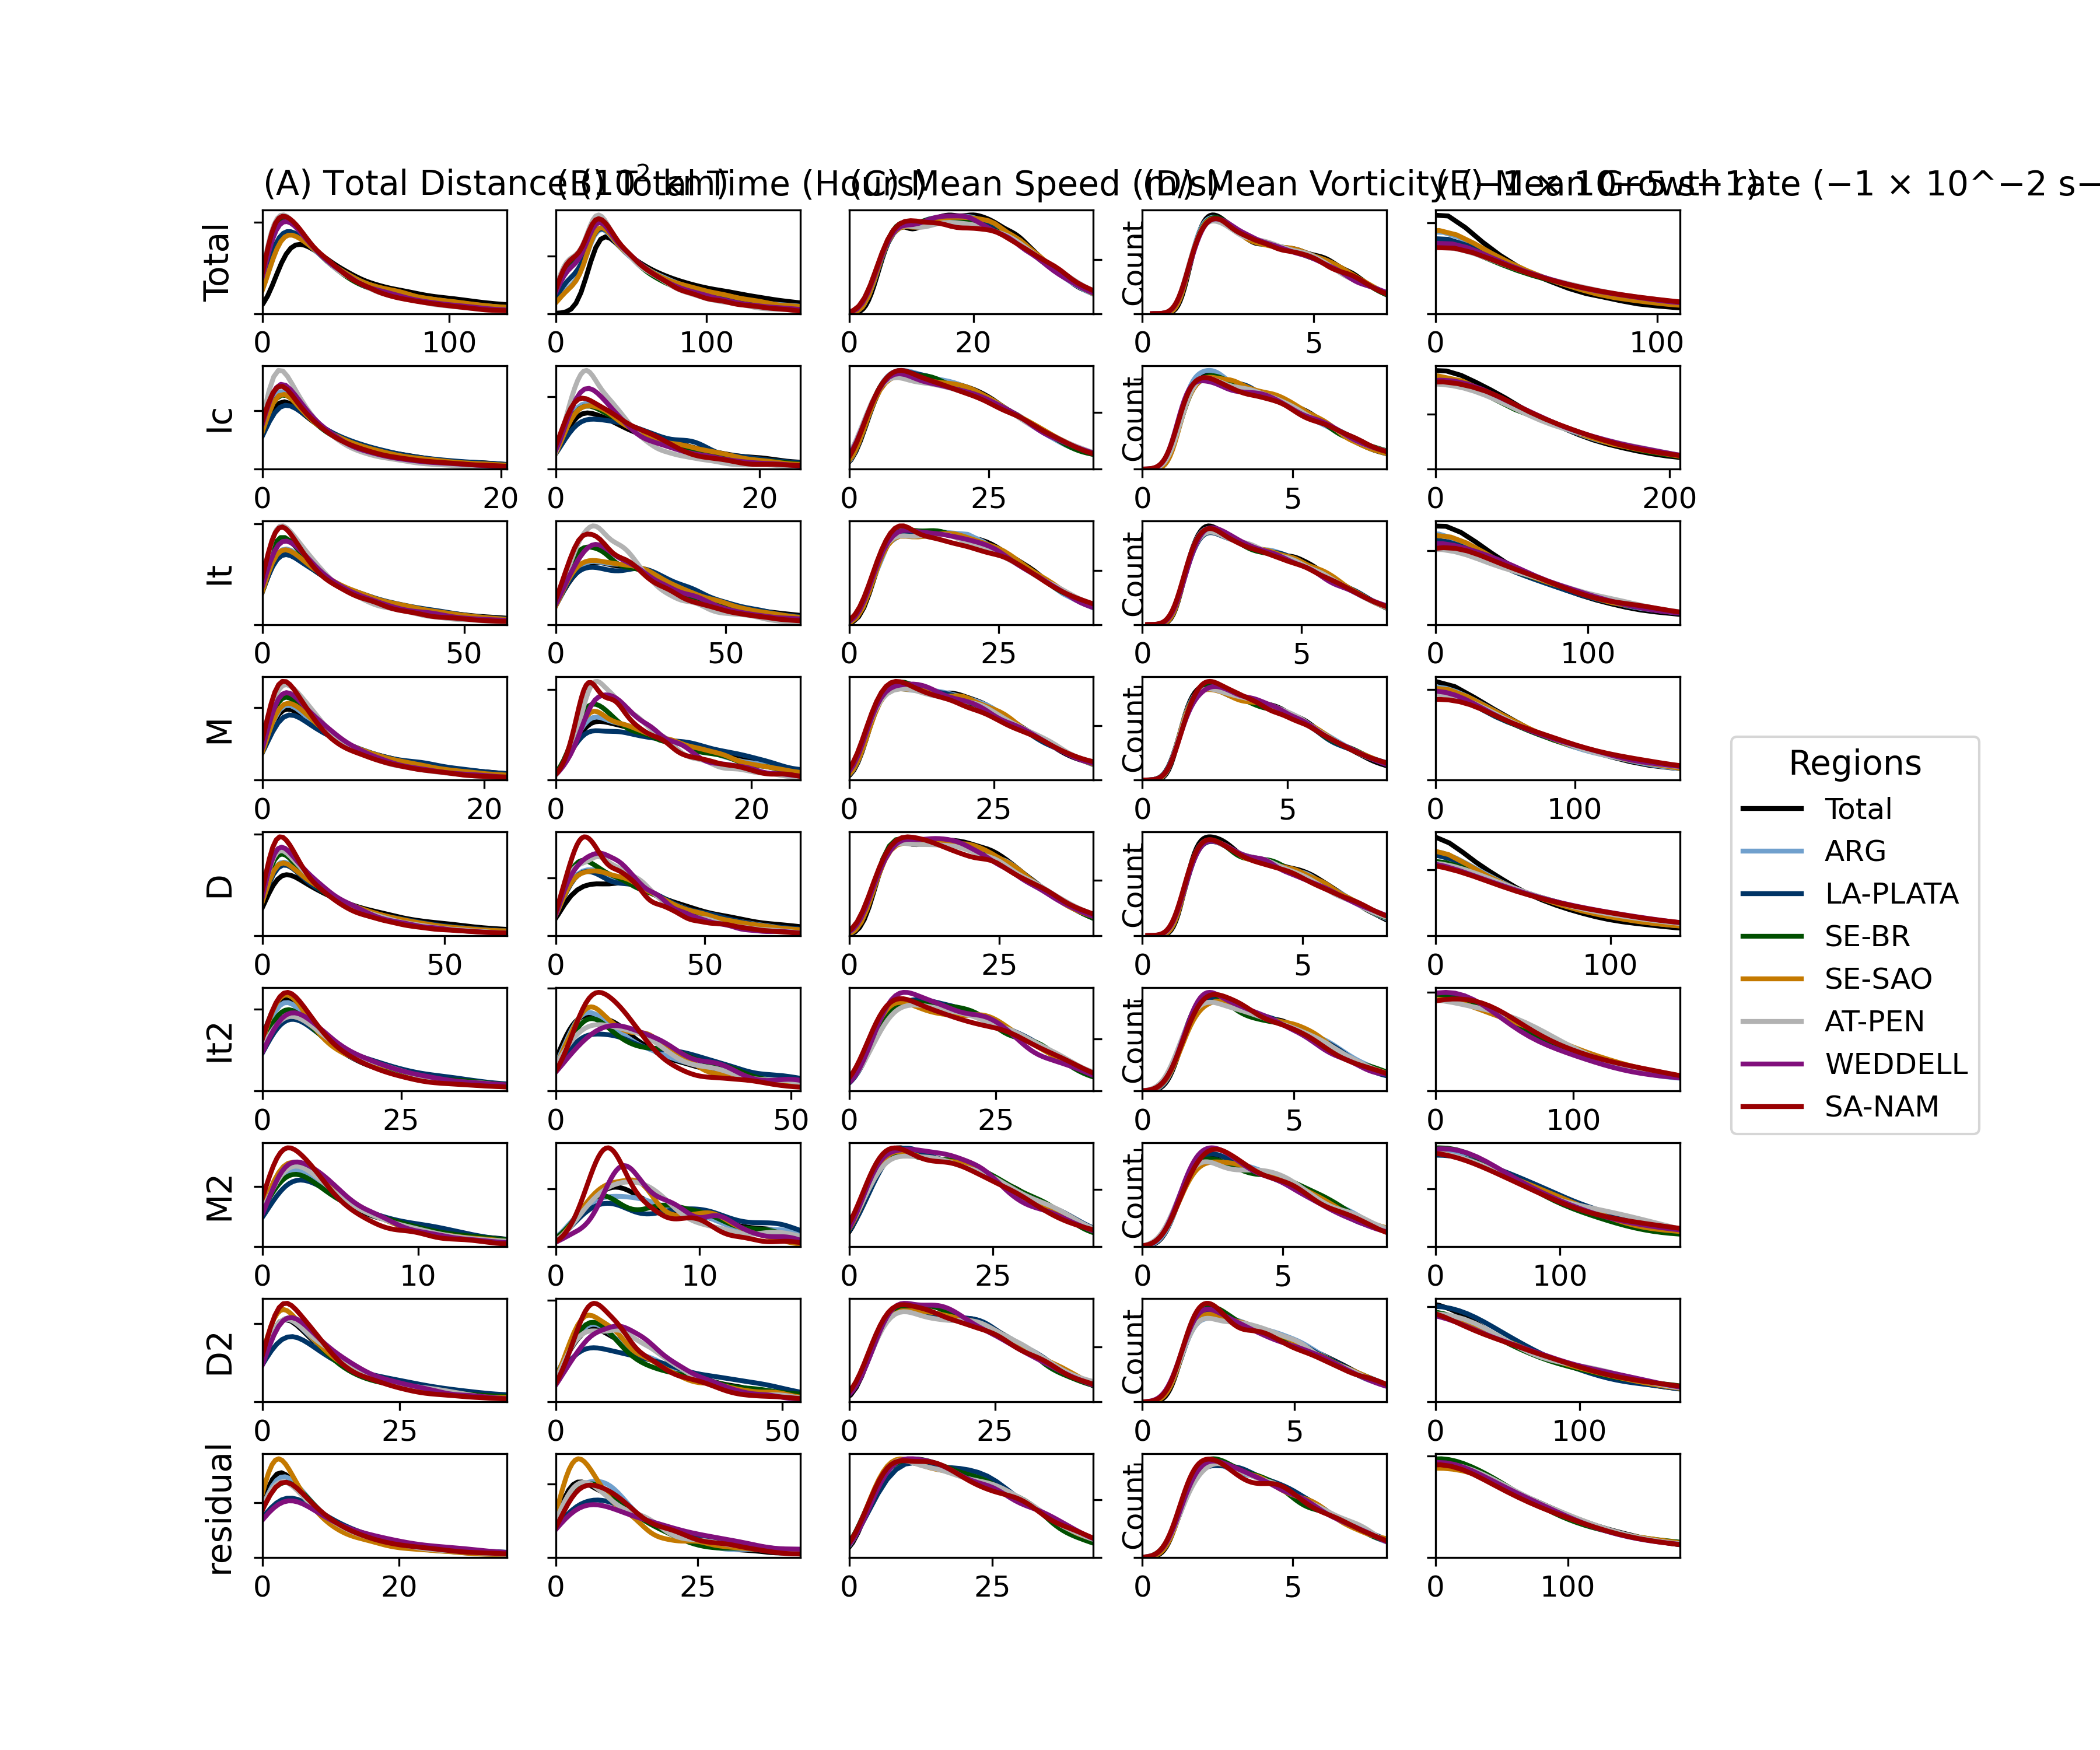 (A) Total Distance (10² km)
(B) Total Time (Hours)
(C) Mean Speed (m/s)
(D) Mean Vorticity (−1 × 10−5 s−1)
(E) Mean Growth rate (−1 × 10^−2 s−
Total
0 100
0 100
0 20
Count
0 5
0 100
Ic
0 20
0 20
0 25
Count
0 5
0 200
It
0 50
0 50
0 25
Count
0 5
0 100
M
0 20
0 20
0 25
Count
0 5
0 100
D
0 50
0 50
0 25
Count
0 5
0 100
It2
0 25
0 50
0 25
Count
0 5
0 100
M2
0 10
0 10
0 25
Count
0 5
0 100
D2
0 25
0 50
0 25
Count
0 5
0 100
residual
0 20
0 25
0 25
Count
0 5
0 100
Regions
Total
ARG
LA-PLATA
SE-BR
SE-SAO
AT-PEN
WEDDELL
SA-NAM